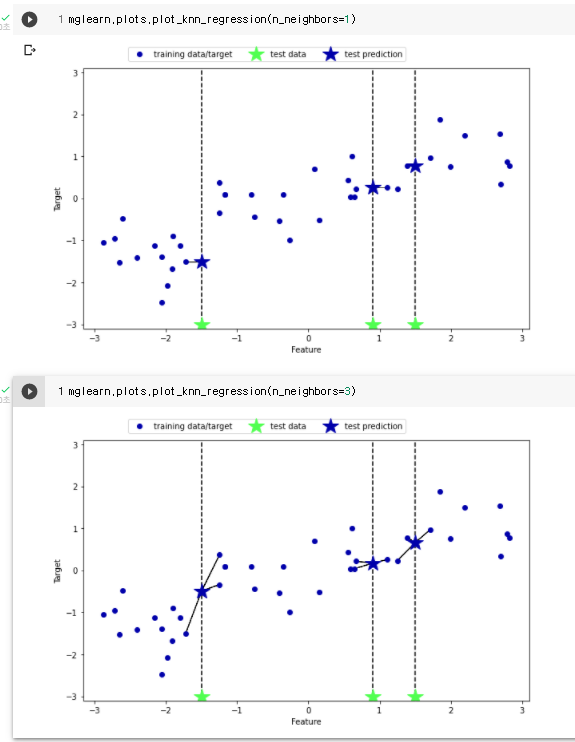 1 mglearn.plots.plot_knn_regression(n_neighbors=1)
training data/target test data test prediction
3
2
1
0
−1
−2
−3
Target
−3 −2 −1 0 1 2 3
Feature
1 mglearn.plots.plot_knn_regression(n_neighbors=3)
training data/target test data test prediction
3
2
1
0
−1
−2
−3
Target
−3 −2 −1 0 1 2 3
Feature